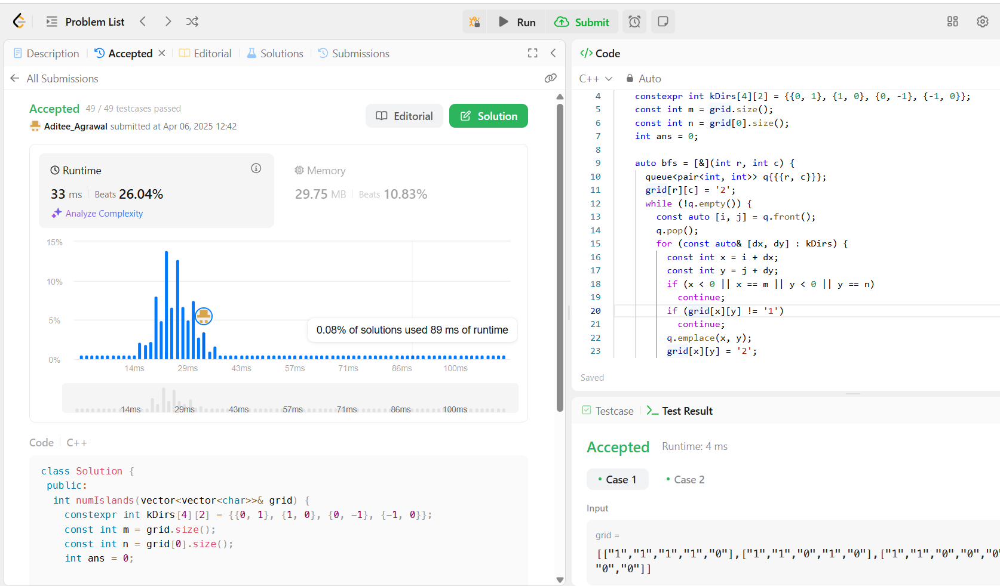 Problem List
Run
Submit
Description
Accepted
Editorial
Solutions
Submissions
All Submissions
Accepted 49 / 49 testcases passed
Aditee_Agrawal submitted at Apr 06, 2025 12:42
Editorial
Solution
Runtime
33 ms Beats 26.04%
Analyze Complexity
Memory
29.75 MB Beats 10.83%
15%
10%
5%
0%
0.08% of solutions used 89 ms of runtime
14ms 29ms 43ms 57ms 71ms 86ms 100ms
14ms 29ms 43ms 57ms 71ms 86ms 100ms
Code C++
class Solution {
public:
int numIslands(vector<vector<char>>& grid) {
constexpr int kDirs[4][2] = {{0, 1}, {1, 0}, {0, -1}, {-1, 0}};
const int m = grid.size();
const int n = grid[0].size();
int ans = 0;
</> Code
C++ Auto
4 constexpr int kDirs[4][2] = {{0, 1}, {1, 0}, {0, -1}, {-1, 0}};
5 const int m = grid.size();
6 const int n = grid[0].size();
7 int ans = 0;
8
9 auto bfs = [&](int r, int c) {
10 queue<pair<int, int>> q{{{r, c}}};
11 grid[r][c] = '2';
12 while (!q.empty()) {
13 const auto [i, j] = q.front();
14 q.pop();
15 for (const auto& [dx, dy] : kDirs) {
16 const int x = i + dx;
17 const int y = j + dy;
18 if (x < 0 || x == m || y < 0 || y == n)
19 continue;
20 if (grid[x][y] != '1')
21 continue;
22 q.emplace(x, y);
23 grid[x][y] = '2';
Saved
Testcase
Test Result
Accepted Runtime: 4 ms
Case 1
Case 2
Input
grid =
[["1","1","1","1","0"],["1","1","0","1","0"],["1","1","0","0","0
"0","0"]]